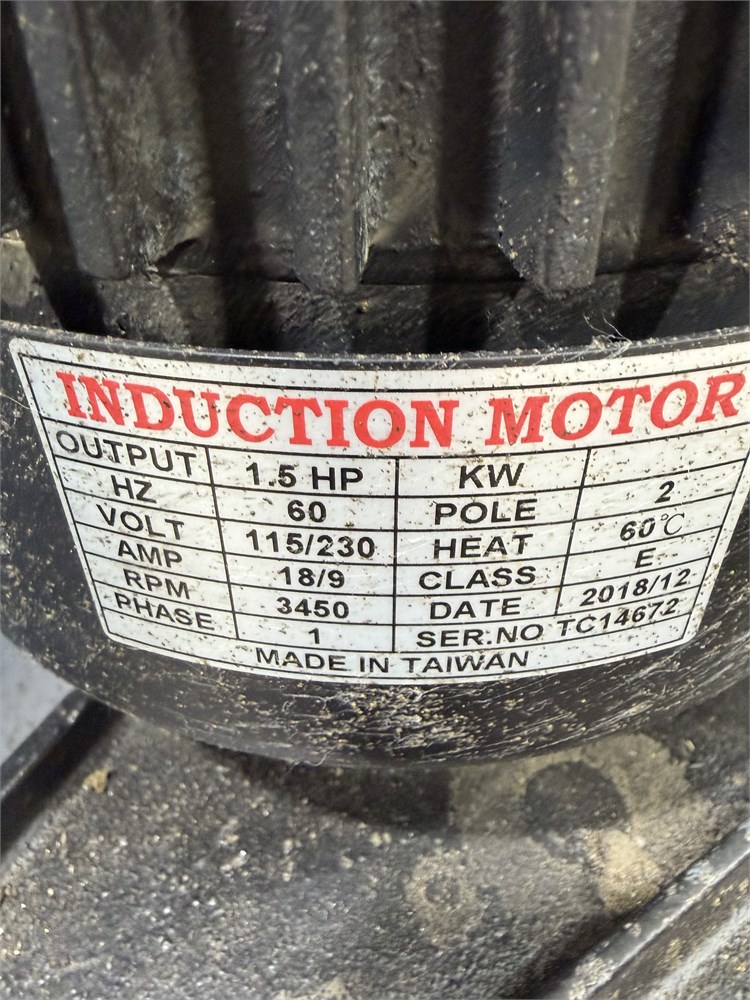 INDUCTION MOTOR
OUTPUT 1.5 HP KW
HZ 60 POLE 2
VOLT 115/230 HEAT 60℃
AMP 18/9 CLASS E
RPM 3450 DATE 2018/12
PHASE 1 SER.NO TC14672
MADE IN TAIWAN